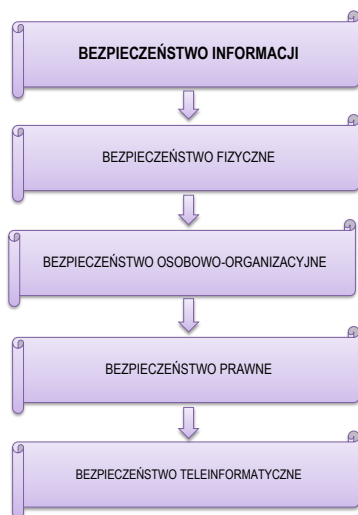 BEZPIECZEŃSTWO INFORMACJI
BEZPIECZEŃSTWO FIZYCZNE
BEZPIECZEŃSTWO OSOBOWO-ORGANIZACYJNE
BEZPIECZEŃSTWO PRAWNE
BEZPIECZEŃSTWO TELEINFORMATYCZNE